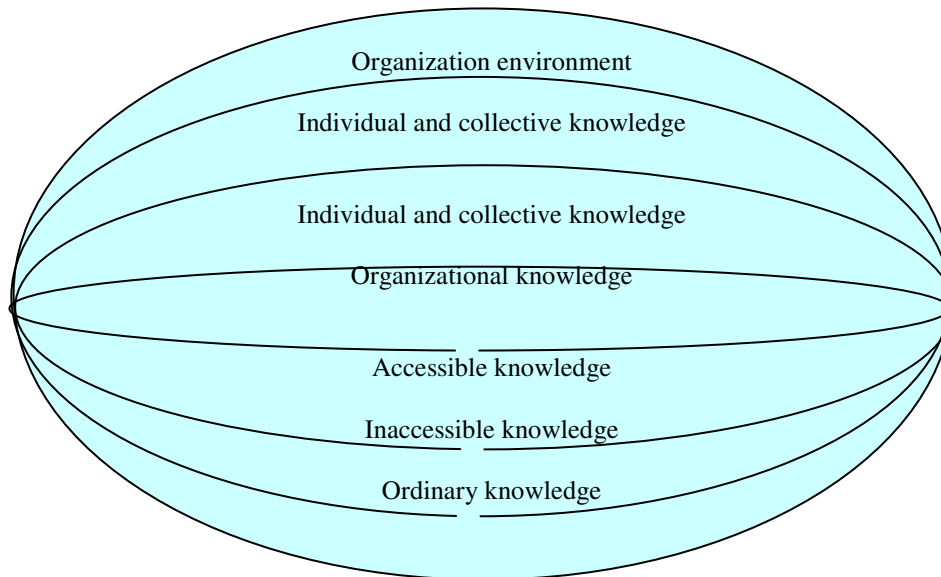 Organization environment
Individual and collective knowledge
Individual and collective knowledge
Organizational knowledge
Accessible knowledge
Inaccessible knowledge
Ordinary knowledge